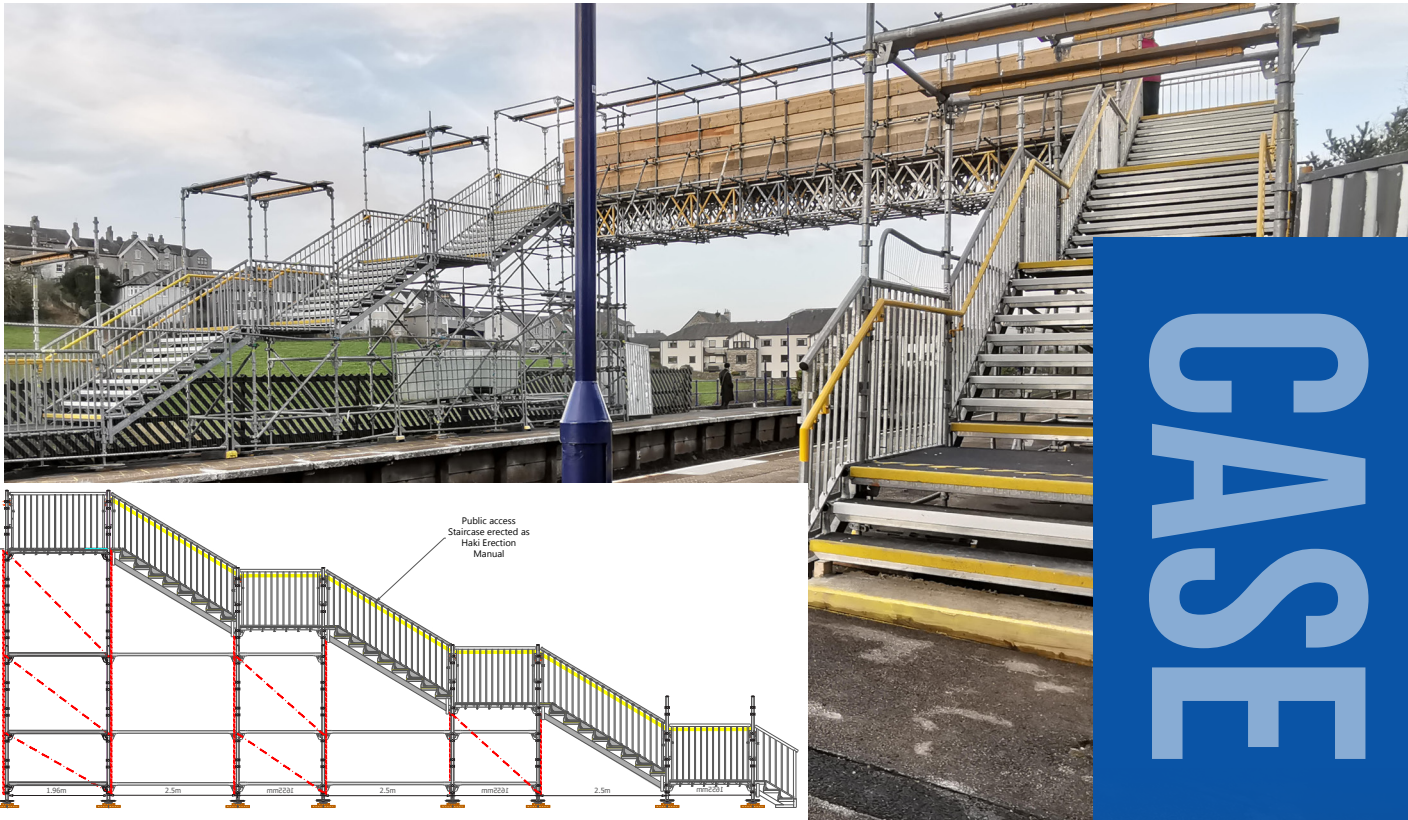 Public access
Staircase erected as
Haki Erection
Manual
1.96m
2.5m
1655mm
2.5m
1655mm
2.5m
1655mm
CASE